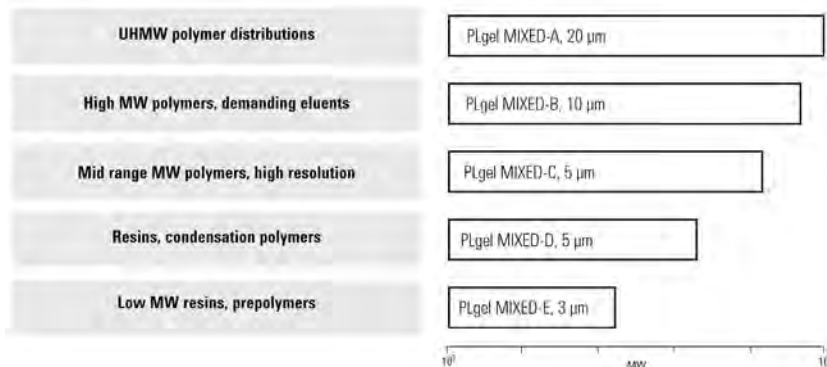 UHMW polymer distributions
PLgel MIXED-A, 20 µm
High MW polymers, demanding eluents
PLgel MIXED-B, 10 µm
Mid range MW polymers, high resolution
PLgel MIXED-C, 5 µm
Resins, condensation polymers
PLgel MIXED-D, 5 µm
Low MW resins, prepolymers
PLgel MIXED-E, 3 µm
MW